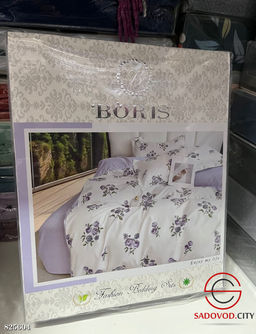 BORIS
Fashion Bedding Sets
825604
SADOVOD.CITY